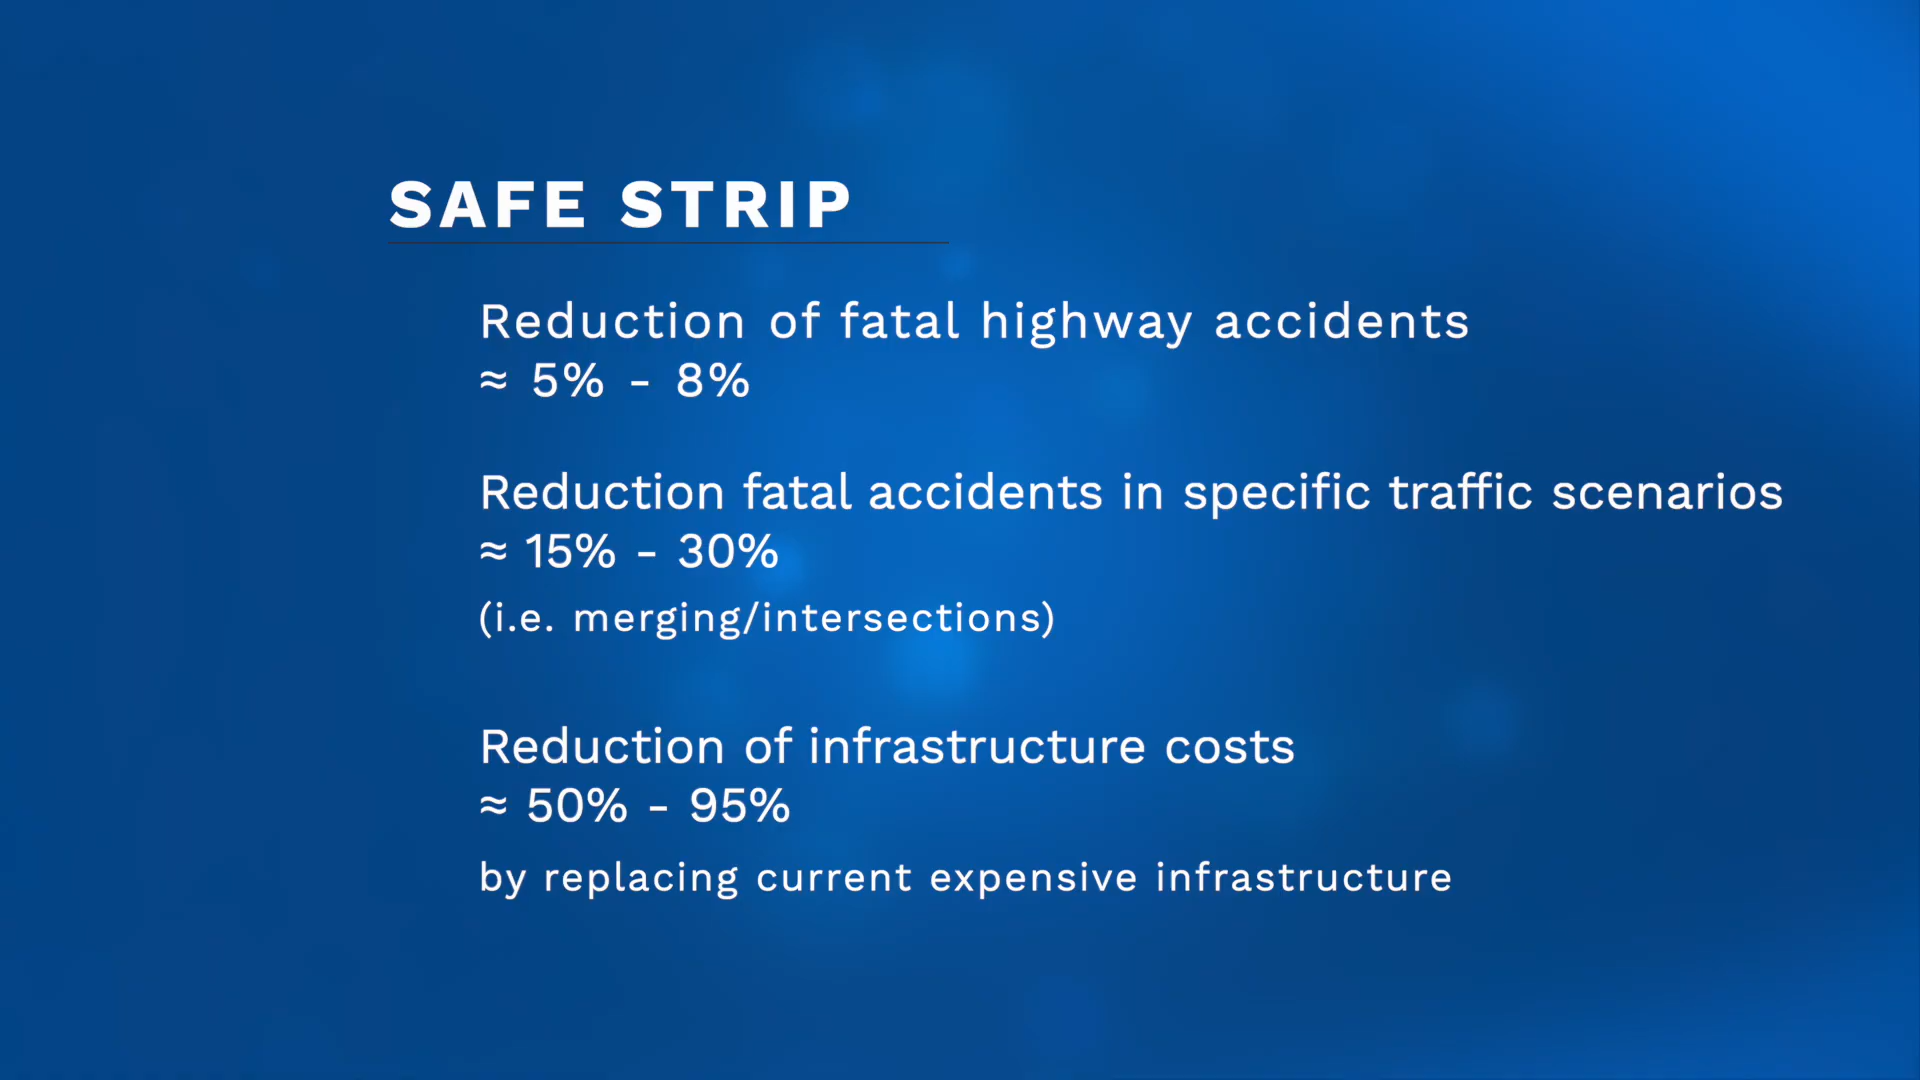 SAFE STRIP
Reduction of fatal highway accidents
≈ 5% - 8%
Reduction fatal accidents in specific traffic scenarios
≈ 15% - 30%
(i.e. merging/intersections)
Reduction of infrastructure costs
≈ 50% - 95%
by replacing current expensive infrastructure